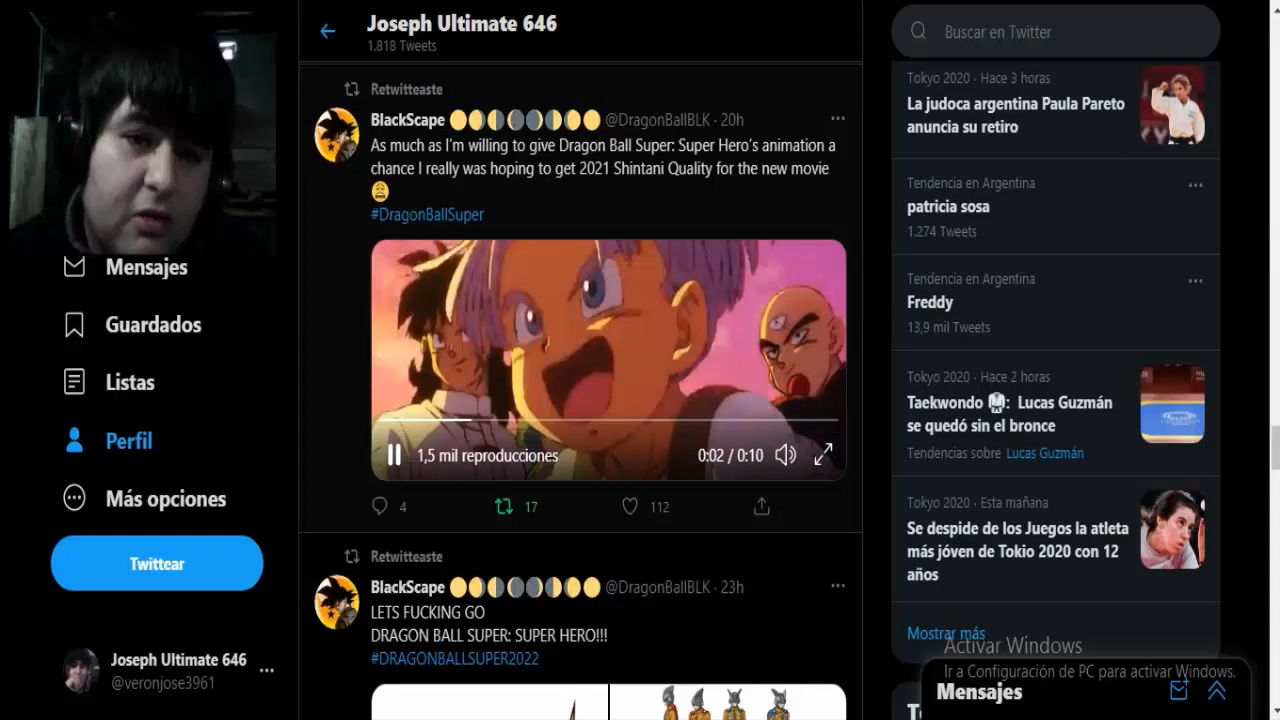 Joseph Ultimate 646
1.818 Tweets
Mensajes
Guardados
Listas
Perfil
Más opciones
Twittear
Joseph Ultimate 646
@veronjose3961
Retwitteaste
BlackScape @DragonBallBLK · 20h
As much as I'm willing to give Dragon Ball Super: Super Hero's animation a
chance I really was hoping to get 2021 Shintani Quality for the new movie
#DragonBallSuper
1,5 mil reproducciones
0:02 / 0:10
4
17
112
Retwitteaste
BlackScape @DragonBallBLK · 23h
LETS FUCKING GO
DRAGON BALL SUPER: SUPER HERO!!!
#DRAGONBALLSUPER2022
Buscar en Twitter
Tokyo 2020 · Hace 3 horas
La judoca argentina Paula Pareto
anuncia su retiro
Tendencia en Argentina
patricia sosa
1.274 Tweets
Tendencia en Argentina
Freddy
13,9 mil Tweets
Tokyo 2020 · Hace 2 horas
Taekwondo : Lucas Guzmán
se quedó sin el bronce
Tendencias sobre Lucas Guzmán
Tokyo 2020 · Esta mañana
Se despide de los Juegos la atleta
más jóven de Tokio 2020 con 12
años
Mostrar más
Activar Windows
Ir a Configuración de PC para activar Windows.
Mensajes